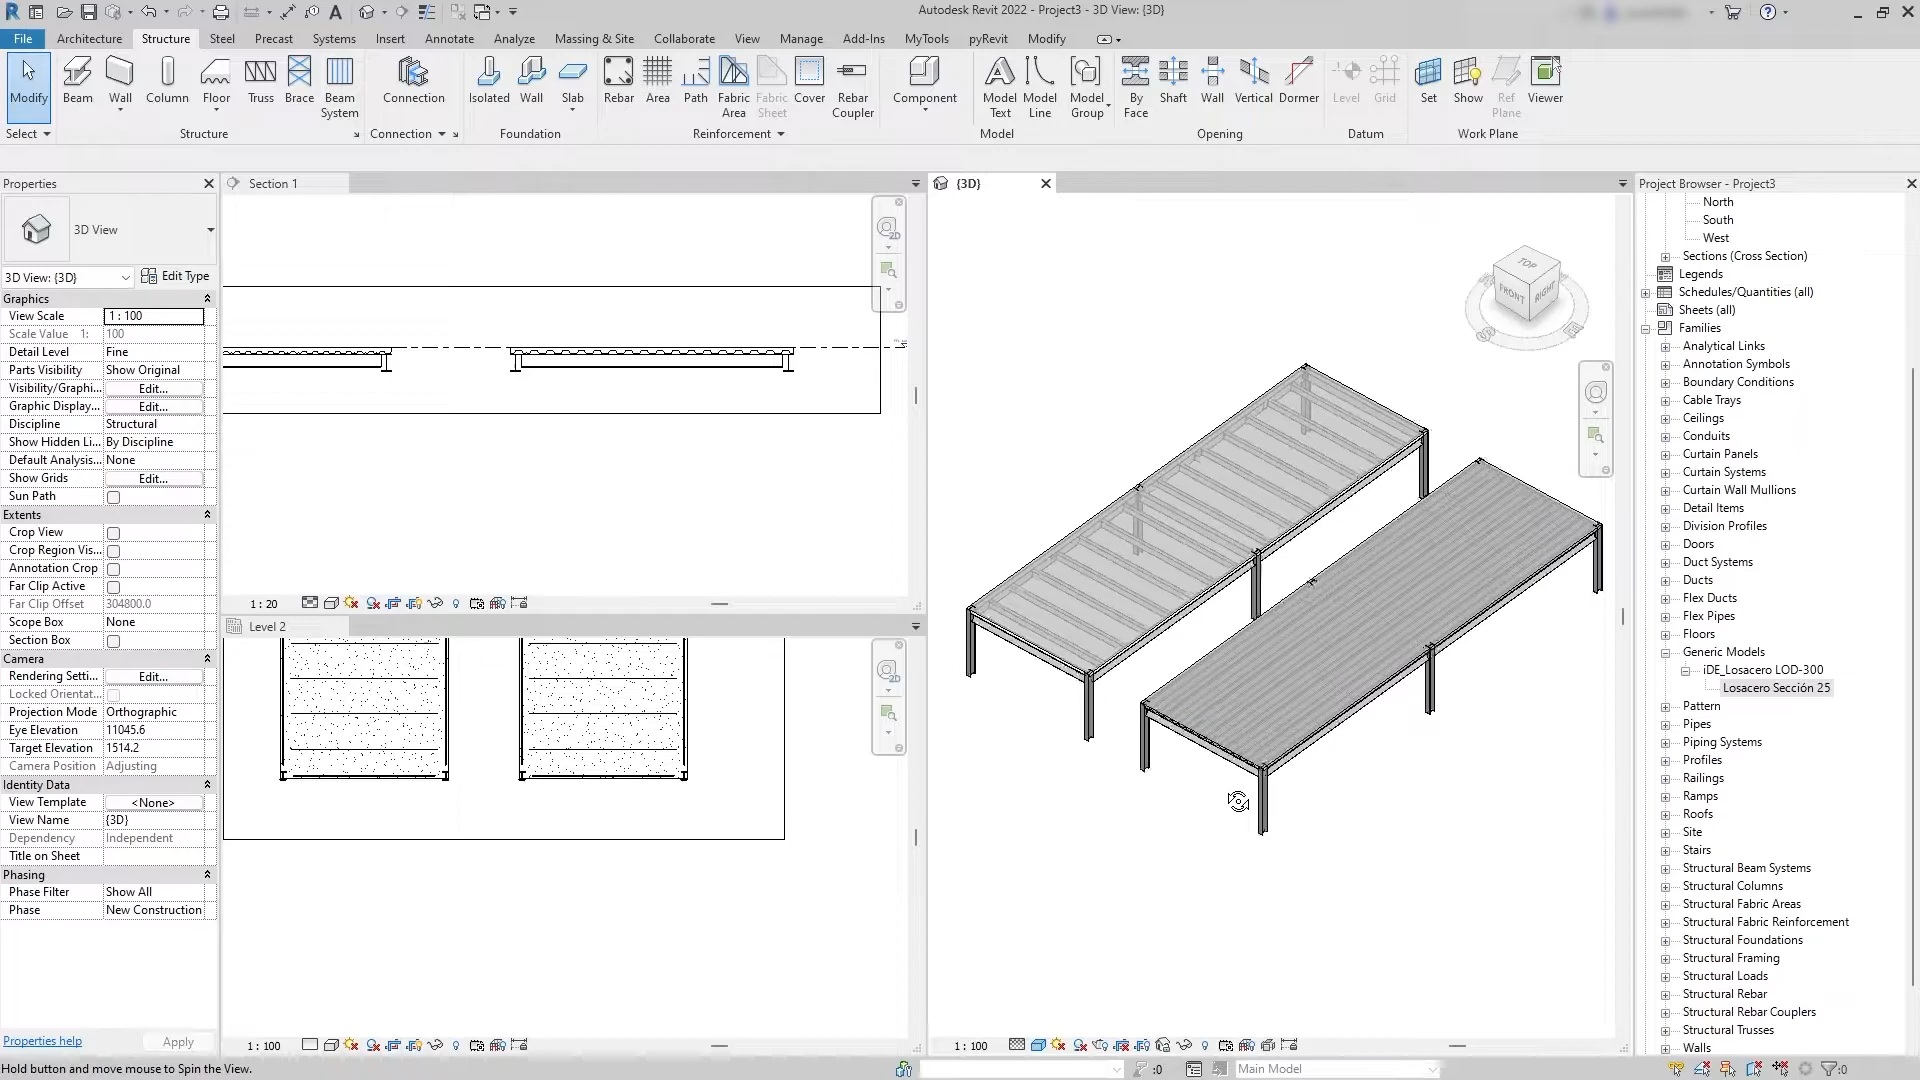 Autodesk Revit 2022 - Project3 - 3D View: {3D}
File Architecture Structure Steel Precast Systems Insert Annotate Analyze Massing & Site Collaborate View Manage Add-Ins MyTools pyRevit Modify
Modify Beam Wall Column Floor Truss Brace Beam System Connection Isolated Wall Slab Rebar Area Path Fabric Area Fabric Sheet Cover Rebar Coupler Component Model Text Model Line Model Group By Face Shaft Wall Vertical Dormer Level Grid Set Show Ref Plane Viewer
Select Structure Connection Foundation Reinforcement Model Opening Datum Work Plane
Properties
3D View
3D View: {3D} Edit Type
Graphics
View Scale 1 : 100
Scale Value 1: 100
Detail Level Fine
Parts Visibility Show Original
Visibility/Graphi... Edit...
Graphic Display... Edit...
Discipline Structural
Show Hidden Li... By Discipline
Default Analysis... None
Show Grids Edit...
Sun Path
Extents
Crop View
Crop Region Vis...
Annotation Crop
Far Clip Active
Far Clip Offset 304800.0
Scope Box None
Section Box
Camera
Rendering Setti... Edit...
Locked Orientat...
Projection Mode Orthographic
Eye Elevation 11045.6
Target Elevation 1514.2
Camera Position Adjusting
Identity Data
View Template <None>
View Name {3D}
Dependency Independent
Title on Sheet
Phasing
Phase Filter Show All
Phase New Construction
Properties help Apply
Section 1
2D
1 : 20
Level 2
2D
1 : 100
{3D}
TOP
FRONT RIGHT
S E
1 : 100
Project Browser - Project3
North
South
West
Sections (Cross Section)
Legends
Schedules/Quantities (all)
Sheets (all)
Families
Analytical Links
Annotation Symbols
Boundary Conditions
Cable Trays
Ceilings
Conduits
Curtain Panels
Curtain Systems
Curtain Wall Mullions
Detail Items
Division Profiles
Doors
Duct Systems
Ducts
Flex Ducts
Flex Pipes
Floors
Generic Models
iDE_Losacero LOD-300
Losacero Sección 25
Pattern
Pipes
Piping Systems
Profiles
Railings
Ramps
Roofs
Site
Stairs
Structural Beam Systems
Structural Columns
Structural Fabric Areas
Structural Fabric Reinforcement
Structural Foundations
Structural Framing
Structural Loads
Structural Rebar
Structural Rebar Couplers
Structural Trusses
Walls
Hold button and move mouse to Spin the View. :0 Main Model :0